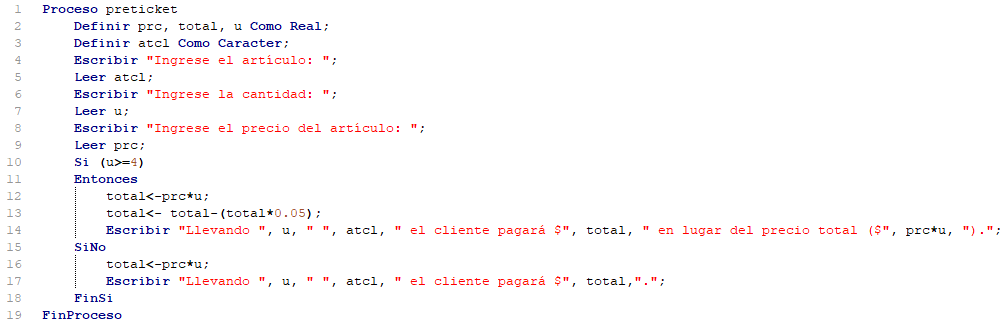 1 Proceso preticket
2 Definir prc, total, u Como Real;
3 Definir atcl Como Caracter;
4 Escribir "Ingrese el artículo: ";
5 Leer atcl;
6 Escribir "Ingrese la cantidad: ";
7 Leer u;
8 Escribir "Ingrese el precio del artículo: ";
9 Leer prc;
10 Si (u>=4)
11 Entonces
12 total<-prc*u;
13 total<- total-(total*0.05);
14 Escribir "Llevando ", u, " ", atcl, " el cliente pagará $", total, " en lugar del precio total ($", prc*u, ").";
15 SiNo
16 total<-prc*u;
17 Escribir "Llevando ", u, " ", atcl, " el cliente pagará $", total,".";
18 FinSi
19 FinProceso